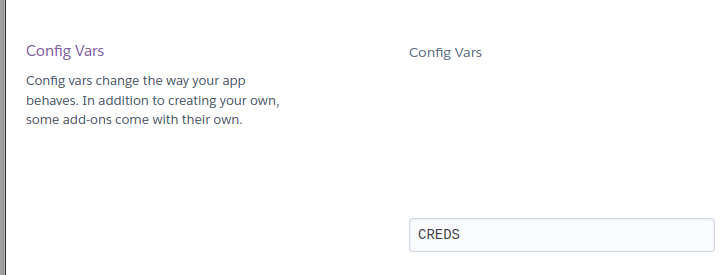 Config Vars
Config vars change the way your app
behaves. In addition to creating your own,
some add-ons come with their own.
Config Vars
CREDS